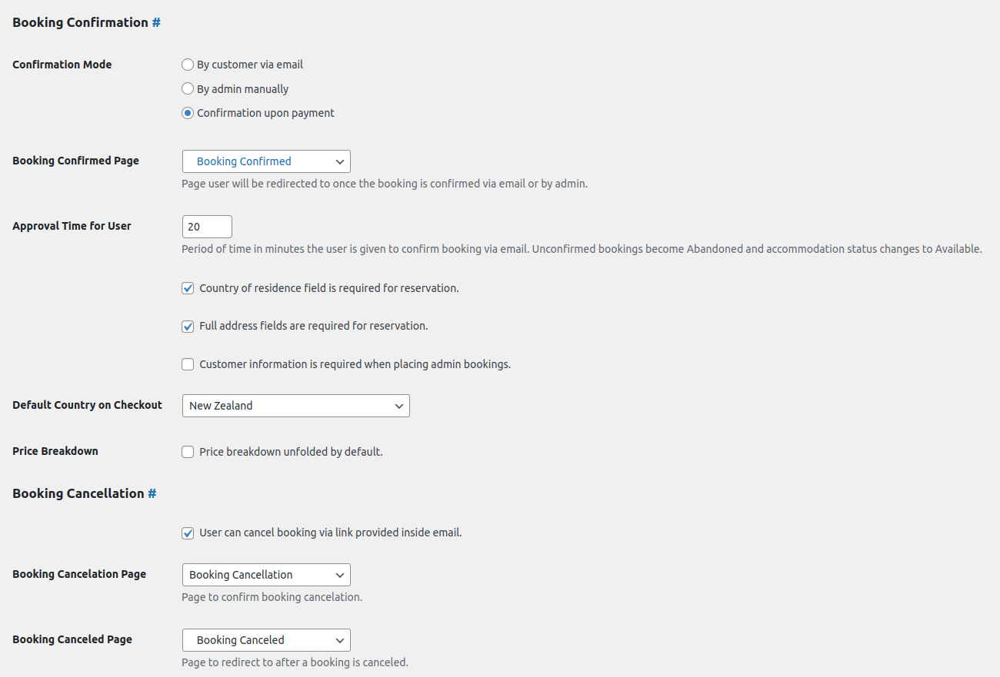 Booking Confirmation #
Confirmation Mode
By customer via email
By admin manually
Confirmation upon payment
Booking Confirmed Page
Booking Confirmed
Page user will be redirected to once the booking is confirmed via email or by admin.
Approval Time for User
20
Period of time in minutes the user is given to confirm booking via email. Unconfirmed bookings become Abandoned and accommodation status changes to Available.
Country of residence field is required for reservation.
Full address fields are required for reservation.
Customer information is required when placing admin bookings.
Default Country on Checkout
New Zealand
Price Breakdown
Price breakdown unfolded by default.
Booking Cancellation #
User can cancel booking via link provided inside email.
Booking Cancelation Page
Booking Cancellation
Page to confirm booking cancelation.
Booking Canceled Page
Booking Canceled
Page to redirect to after a booking is canceled.